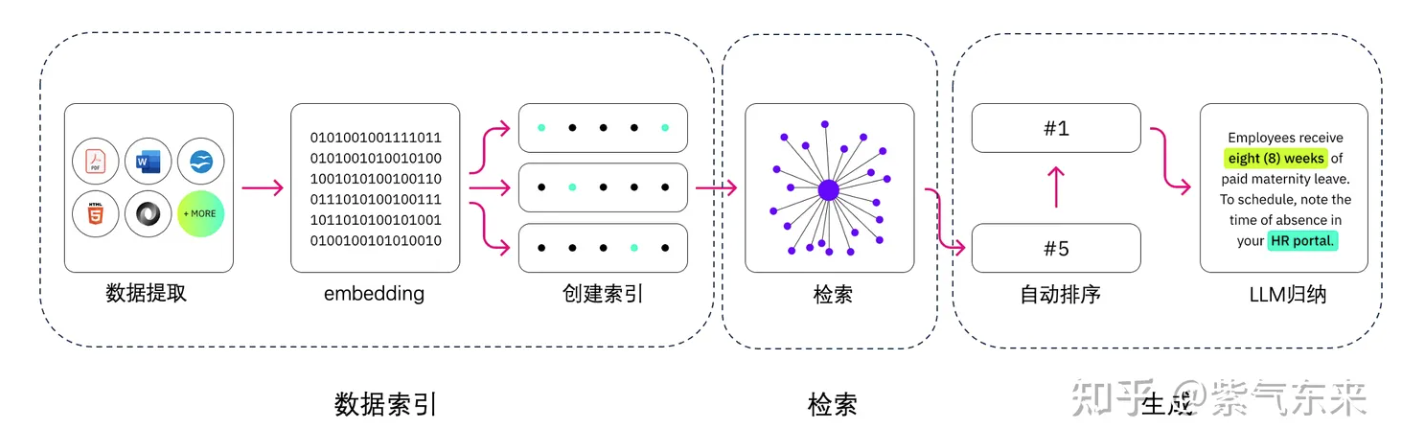 PDF
W
HTML
5
+ MORE
数据提取
0101001001111011
0101001010010100
1001010100100110
0111010100100111
1011010100101001
0100100101010010
embedding
创建索引
检索
#1
#5
自动排序
Employees receive
eight (8) weeks of
paid maternity leave.
To schedule, note the
time of absence in
your HR portal.
LLM归纳
数据索引
检索
生成
知乎 @紫气东来